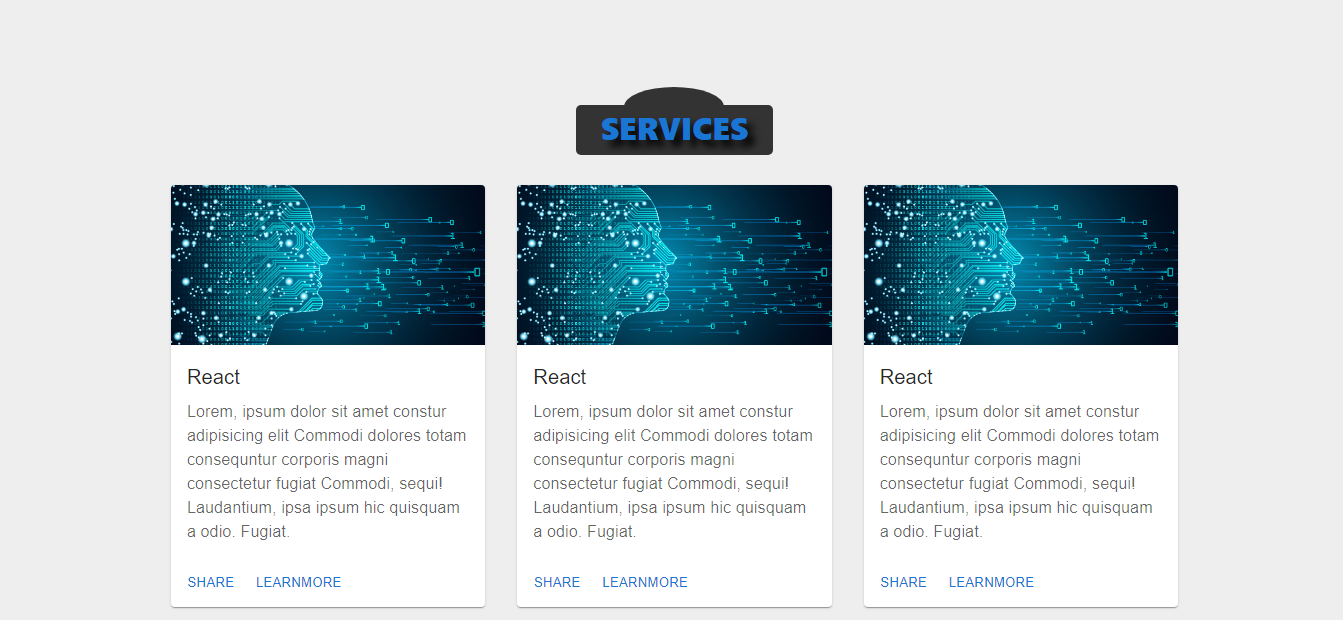 SERVICES
React
Lorem, ipsum dolor sit amet constur
adipisicing elit Commodi dolores totam
consequntur corporis magni
consectetur fugiat Commodi, sequi!
Laudantium, ipsa ipsum hic quisquam
a odio. Fugiat.
SHARE LEARNMORE
React
Lorem, ipsum dolor sit amet constur
adipisicing elit Commodi dolores totam
consequntur corporis magni
consectetur fugiat Commodi, sequi!
Laudantium, ipsa ipsum hic quisquam
a odio. Fugiat.
SHARE LEARNMORE
React
Lorem, ipsum dolor sit amet constur
adipisicing elit Commodi dolores totam
consequntur corporis magni
consectetur fugiat Commodi, sequi!
Laudantium, ipsa ipsum hic quisquam
a odio. Fugiat.
SHARE LEARNMORE